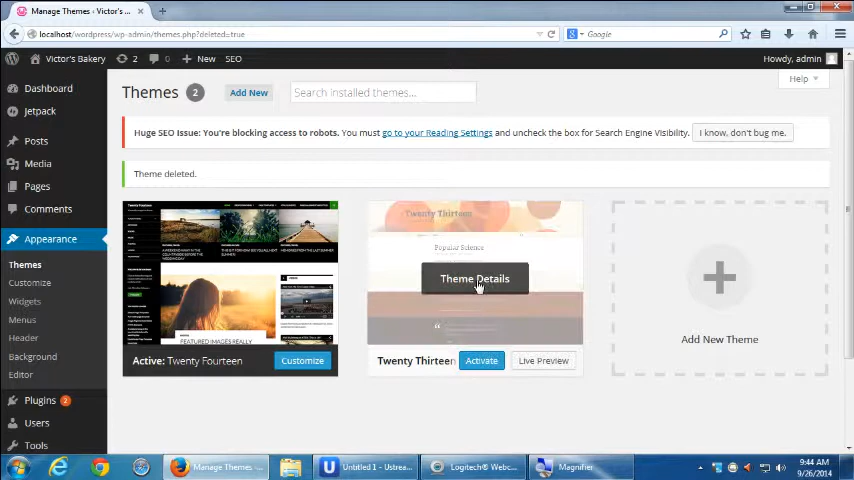 Manage Themes ‹ Victor's B...
localhost/wordpress/wp-admin/themes.php?deleted=true
Google
Victor's Bakery
2
0
New
SEO
Howdy, admin
Dashboard
Jetpack
Posts
Media
Pages
Comments
Appearance
Themes
Customize
Widgets
Menus
Header
Background
Editor
Plugins 2
Users
Tools
Themes 2
Add New
Search installed themes...
Help
Huge SEO Issue: You're blocking access to robots. You must go to your Reading Settings and uncheck the box for Search Engine Visibility.
I know, don't bug me.
Theme deleted.
FEATURED IMAGES REALLY
Active: Twenty Fourteen
Customize
Twenty Thirteen
Popular Science
Theme Details
Twenty Thirteen
Activate
Live Preview
Add New Theme
Manage Themes ‹ ...
Untitled 1 - Ustrea...
Logitech® Webc...
Magnifier
9:44 AM
9/26/2014